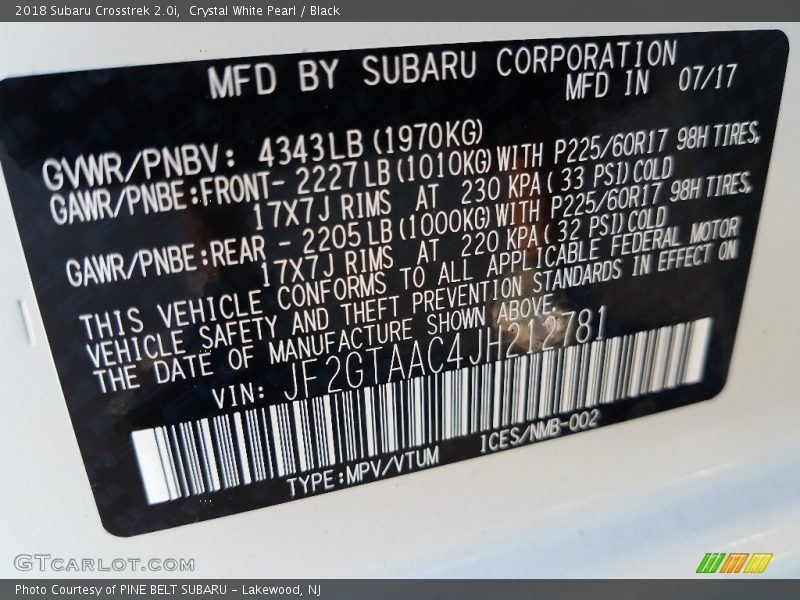 2018 Subaru Crosstrek 2.0i,  Crystal White Pearl / Black
MFD BY SUBARU CORPORATION
MFD IN 07/17
GVWR/PNBV: 4343LB (1970KG)
GAWR/PNBE:FRONT- 2227 LB (1010KG) WITH P225/60R17 98H TIRES,
17X7J RIMS AT 230 KPA ( 33 PSI) COLD
GAWR/PNBE:REAR - 2205 LB (1000KG) WITH P225/60R17 98H TIRES,
17X7J RIMS AT 220 KPA ( 32 PSI) COLD
THIS VEHICLE CONFORMS TO ALL APPLICABLE FEDERAL MOTOR
VEHICLE SAFETY AND THEFT PREVENTION STANDARDS IN EFFECT ON
THE DATE OF MANUFACTURE SHOWN ABOVE.
VIN: JF2GTAAC4JH212781
TYPE:MPV/VTUM ICES/NMB-002
GTCARLOT.COM
Photo Courtesy of PINE BELT SUBARU - Lakewood, NJ